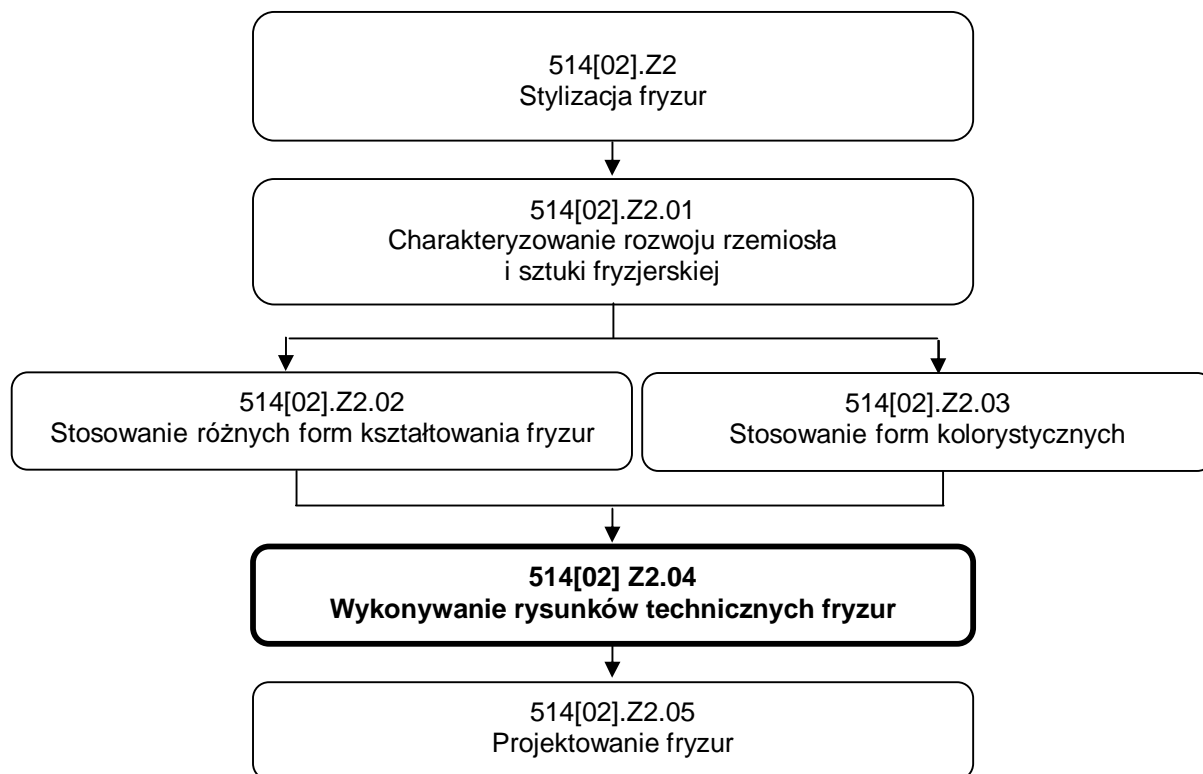 514[02].Z2
Stylizacja fryzur
514[02].Z2.01
Charakteryzowanie rozwoju rzemiosła
i sztuki fryzjerskiej
514[02].Z2.02
Stosowanie różnych form kształtowania fryzur
514[02].Z2.03
Stosowanie form kolorystycznych
514[02] Z2.04
Wykonywanie rysunków technicznych fryzur
514[02].Z2.05
Projektowanie fryzur